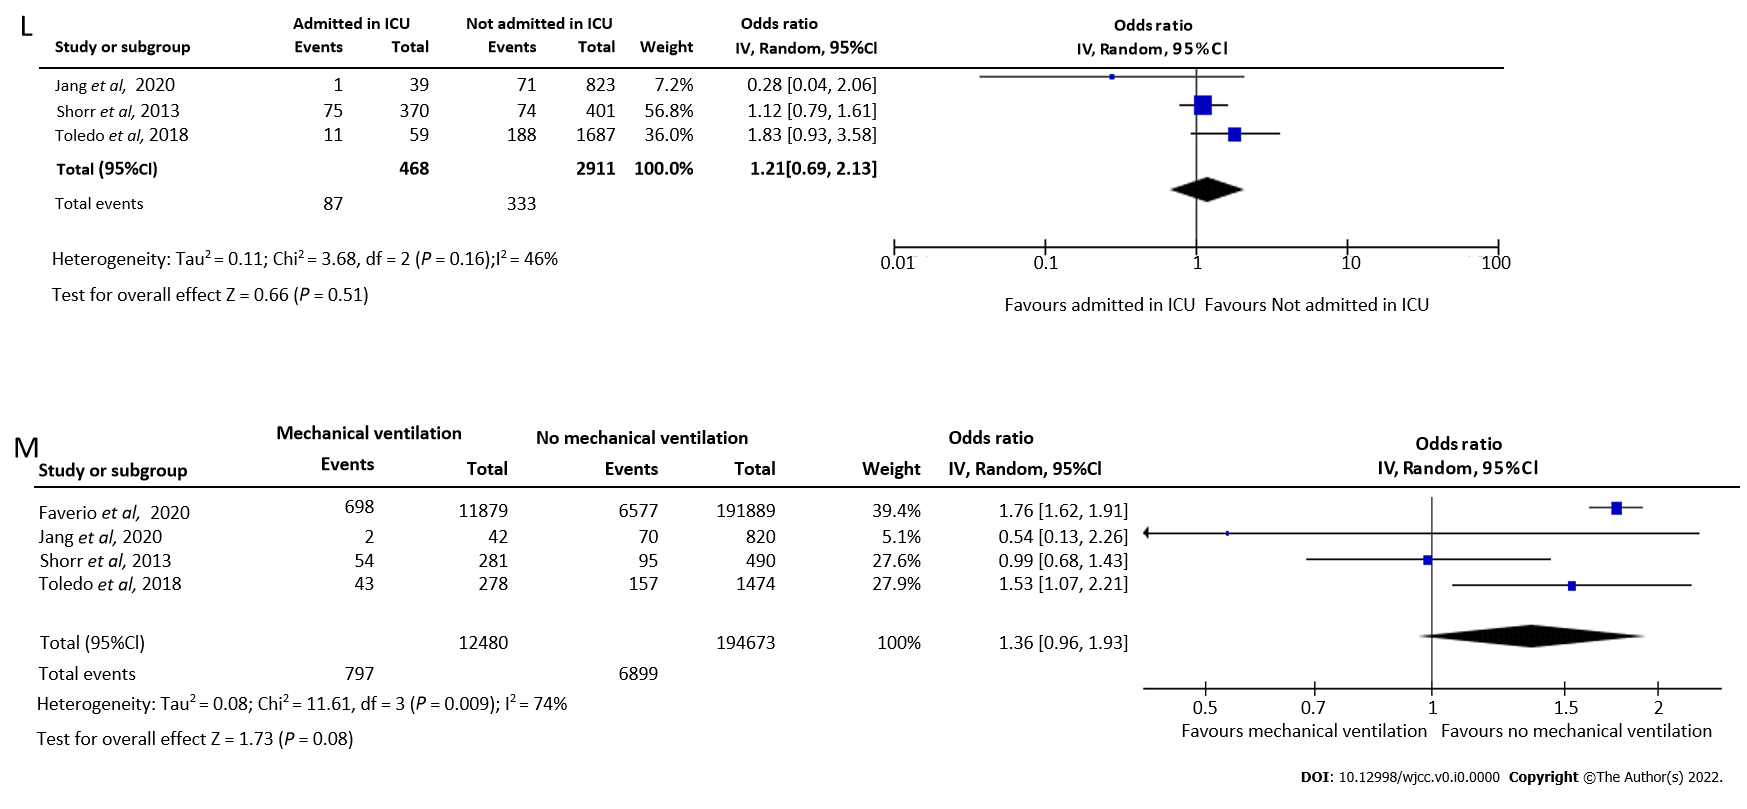 L
Admitted in ICU Not admitted in ICU Odds ratio Odds ratio
Study or subgroup Events Total Events Total Weight IV, Random, 95%Cl IV, Random, 95%Cl
Jang et al, 2020 1 39 71 823 7.2% 0.28 [0.04, 2.06]
Shorr et al, 2013 75 370 74 401 56.8% 1.12 [0.79, 1.61]
Toledo et al, 2018 11 59 188 1687 36.0% 1.83 [0.93, 3.58]
Total (95%Cl) 468 2911 100.0% 1.21[0.69, 2.13]
Total events 87 333
Heterogeneity: Tau² = 0.11; Chi² = 3.68, df = 2 (P = 0.16);I² = 46%
Test for overall effect Z = 0.66 (P = 0.51)
0.01 0.1 1 10 100
Favours admitted in ICU Favours Not admitted in ICU
M
Mechanical ventilation No mechanical ventilation Odds ratio Odds ratio
Study or subgroup Events Total Events Total Weight IV, Random, 95%Cl IV, Random, 95%Cl
Faverio et al, 2020 698 11879 6577 191889 39.4% 1.76 [1.62, 1.91]
Jang et al, 2020 2 42 70 820 5.1% 0.54 [0.13, 2.26]
Shorr et al, 2013 54 281 95 490 27.6% 0.99 [0.68, 1.43]
Toledo et al, 2018 43 278 157 1474 27.9% 1.53 [1.07, 2.21]
Total (95%Cl) 12480 194673 100% 1.36 [0.96, 1.93]
Total events 797 6899
Heterogeneity: Tau² = 0.08; Chi² = 11.61, df = 3 (P = 0.009); I² = 74%
Test for overall effect Z = 1.73 (P = 0.08)
0.5 0.7 1 1.5 2
Favours mechanical ventilation Favours no mechanical ventilation
DOI: 10.12998/wjcc.v0.i0.0000 Copyright ©The Author(s) 2022.